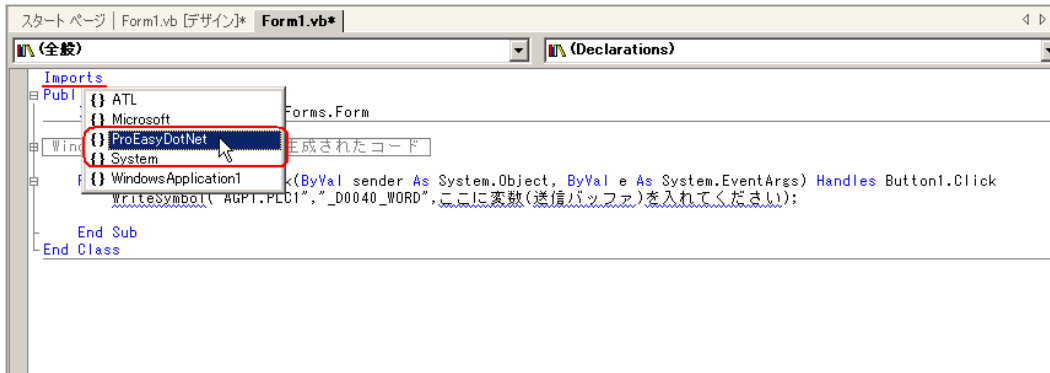 スタート ページ | Form1.vb [デザイン]* Form1.vb*
(全般) (Declarations)
Imports
Publ
{} ATL
{} Microsoft
Forms.Form
{} ProEasyDotNet
Wind 生成されたコード
{} System
{} WindowsApplication1
k(ByVal sender As System.Object, ByVal e As System.EventArgs) Handles Button1.Click
WriteSymbol("AGP1.PLC1","_D0040_WORD",ここに変数(送信バッファ)を入れてください);
End Sub
End Class